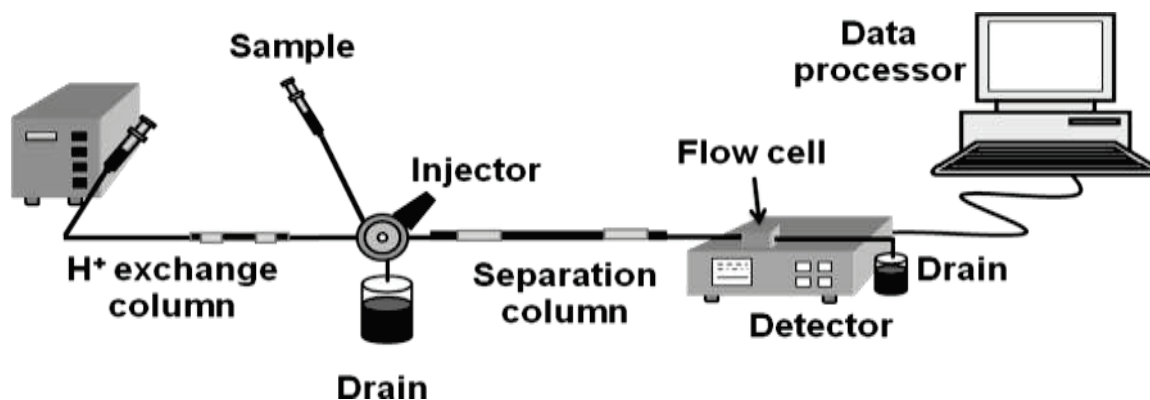 Sample
Data
processor
Flow cell
Injector
H⁺ exchange
column
Separation
column
Drain
Detector
Drain